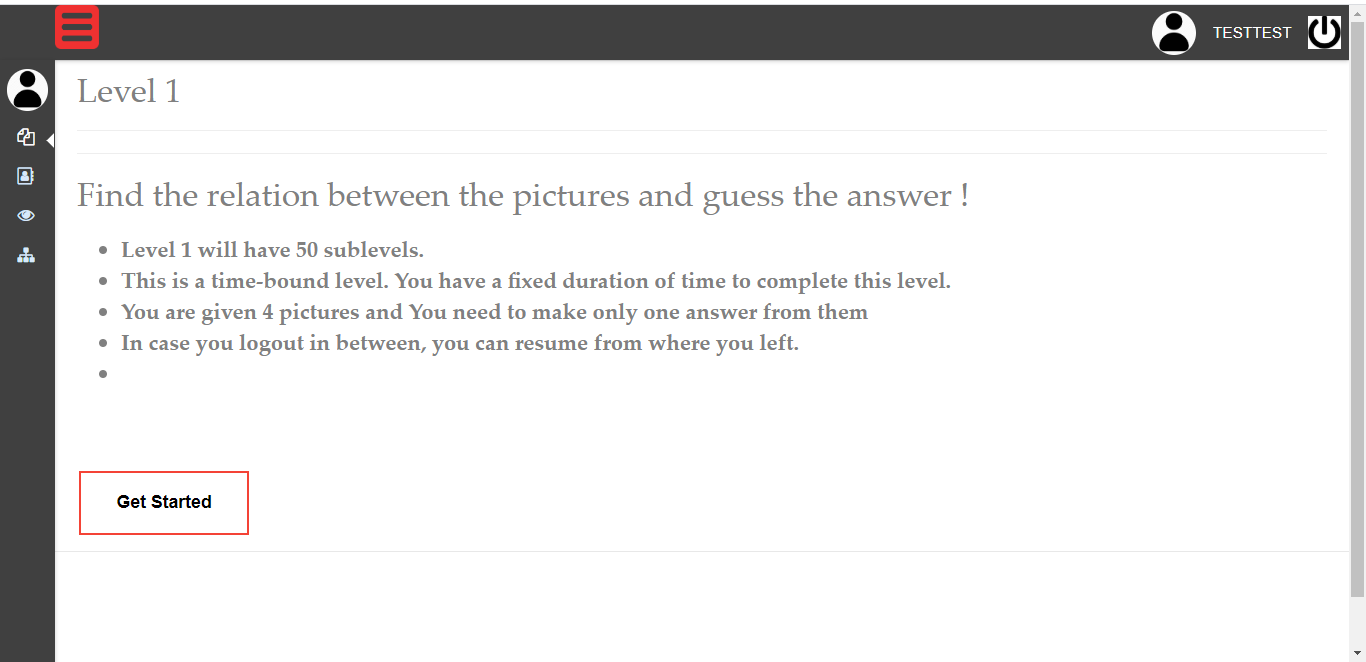 TESTTEST
Level 1
Find the relation between the pictures and guess the answer !
Level 1 will have 50 sublevels.
This is a time-bound level. You have a fixed duration of time to complete this level.
You are given 4 pictures and You need to make only one answer from them
In case you logout in between, you can resume from where you left.
Get Started